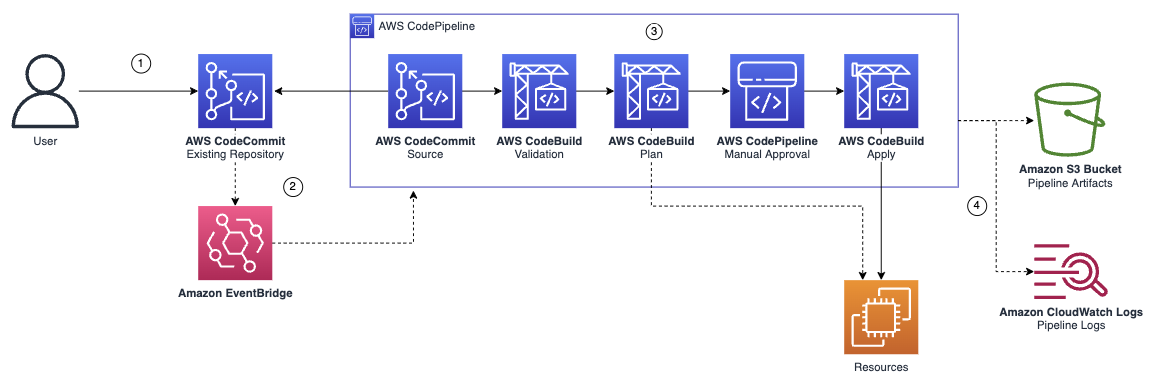 AWS CodePipeline
1
3
User
AWS CodeCommit
Existing Repository
AWS CodeCommit
Source
AWS CodeBuild
Validation
AWS CodeBuild
Plan
AWS CodePipeline
Manual Approval
AWS CodeBuild
Apply
Amazon S3 Bucket
Pipeline Artifacts
2
4
Amazon EventBridge
Amazon CloudWatch Logs
Pipeline Logs
Resources